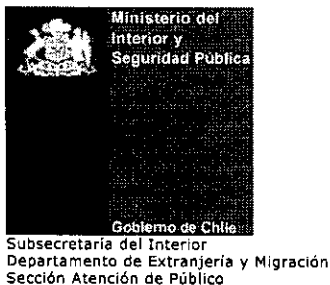 Ministerio del
Interior y
Seguridad Pública
Gobierno de Chile
Subsecretaría del Interior
Departamento de Extranjería y Migración
Sección Atención de Público